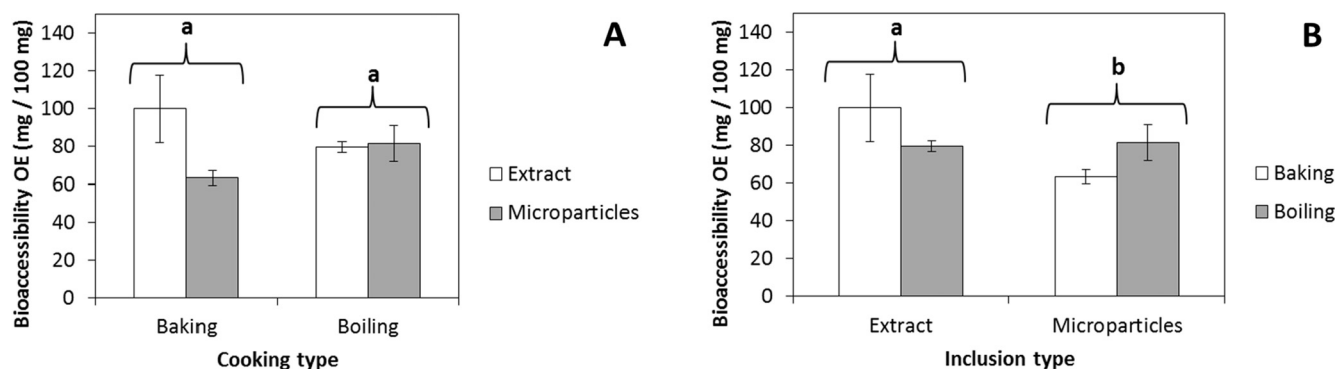 A
Bioaccessibility OE (mg / 100 mg)
140
120
100
80
60
40
20
0
a
a
Baking
Boiling
Cooking type
Extract
Microparticles
B
Bioaccessibility OE (mg / 100 mg)
140
120
100
80
60
40
20
0
a
b
Extract
Microparticles
Inclusion type
Baking
Boiling